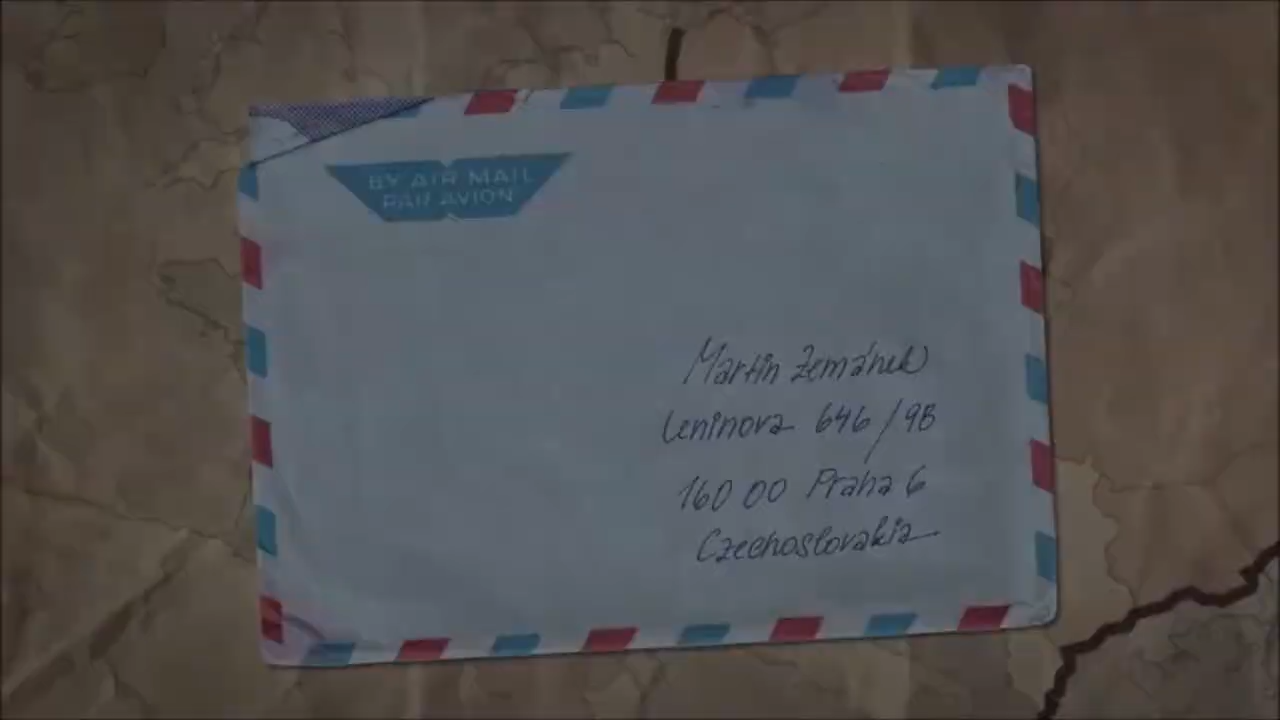 BY AIR MAIL
PAR AVION
Martin Zemánek
Leninova 646/9B
160 00 Praha 6
Czechoslovakia